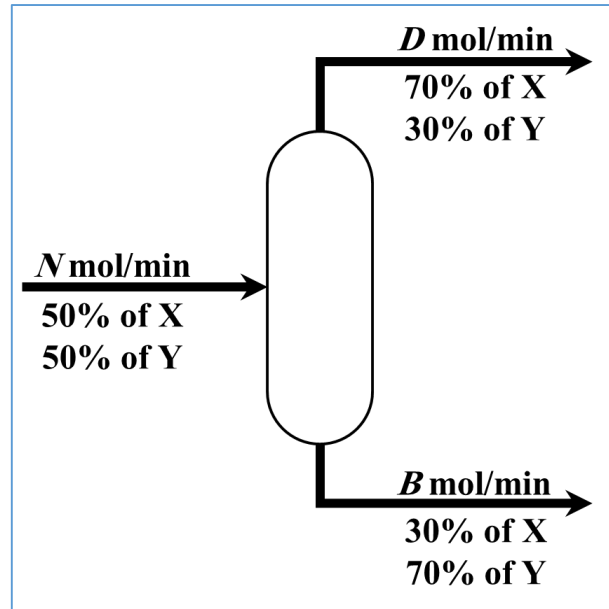 D mol/min
70% of X
30% of Y
N mol/min
50% of X
50% of Y
B mol/min
30% of X
70% of Y